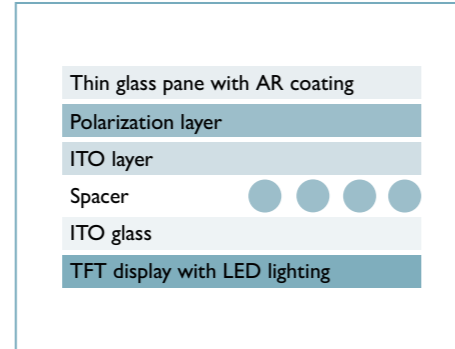 Thin glass pane with AR coating
Polarization layer
ITO layer
Spacer
ITO glass
TFT display with LED lighting